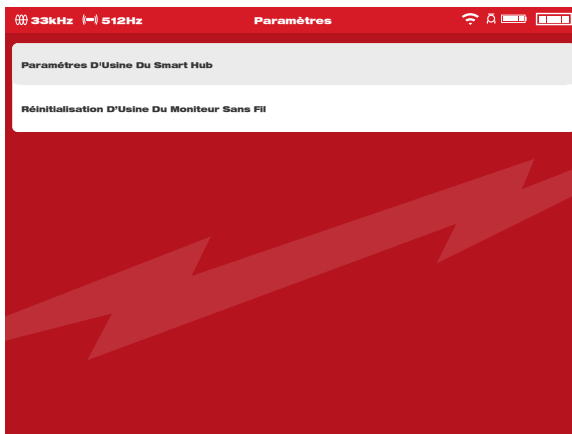 33kHz 512Hz Paramètres
Paramétres D'Usine Du Smart Hub
Réinitialisation D'Usine Du Moniteur Sans Fil